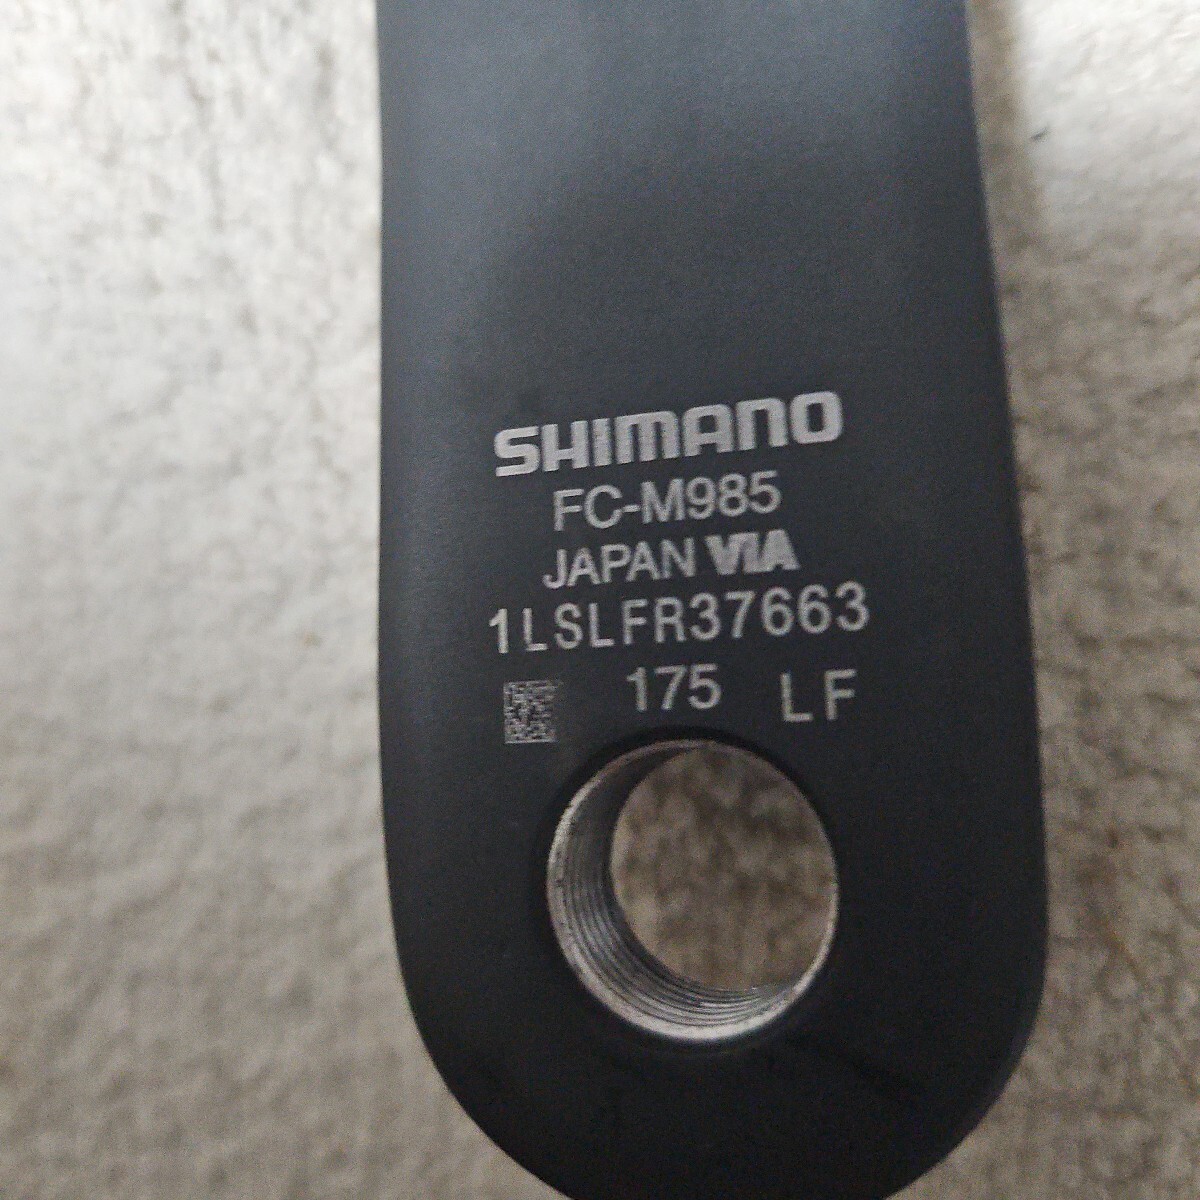 SHIMANO
FC-M985
JAPAN VIA
1LSLFR37663
175 LF